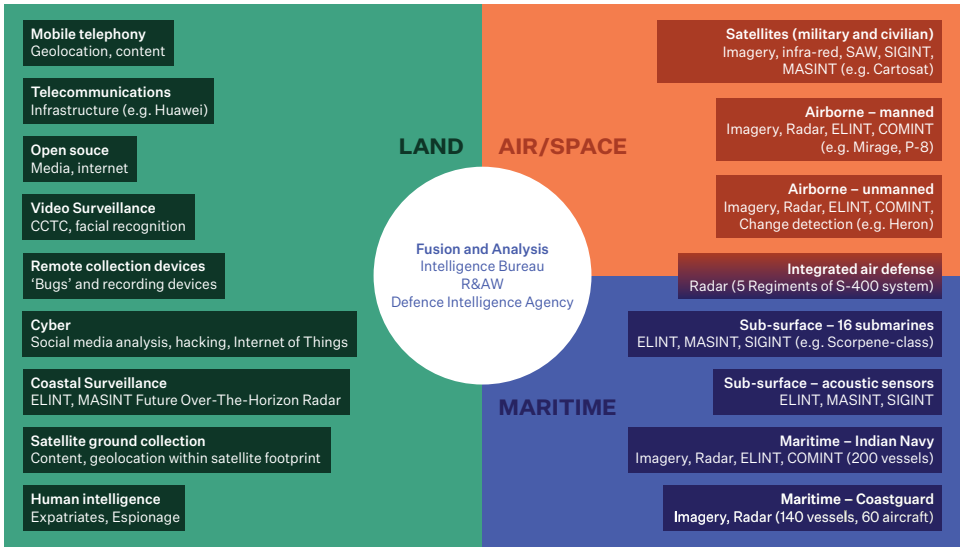 Mobile telephony
Geolocation, content
Telecommunications
Infrastructure (e.g. Huawei)
Open souce
Media, internet
Video Surveillance
CCTC, facial recognition
Remote collection devices
‘Bugs’ and recording devices
Cyber
Social media analysis, hacking, Internet of Things
Coastal Surveillance
ELINT, MASINT Future Over-The-Horizon Radar
Satellite ground collection
Content, geolocation within satellite footprint
Human intelligence
Expatriates, Espionage
LAND
Fusion and Analysis
Intelligence Bureau
R&AW
Defence Intelligence Agency
AIR/SPACE
Satellites (military and civilian)
Imagery, infra-red, SAW, SIGINT,
MASINT (e.g. Cartosat)
Airborne – manned
Imagery, Radar, ELINT, COMINT
(e.g. Mirage, P-8)
Airborne – unmanned
Imagery, Radar, ELINT, COMINT,
Change detection (e.g. Heron)
Integrated air defense
Radar (5 Regiments of S-400 system)
MARITIME
Sub-surface – 16 submarines
ELINT, MASINT, SIGINT (e.g. Scorpene-class)
Sub-surface – acoustic sensors
ELINT, MASINT, SIGINT
Maritime – Indian Navy
Imagery, Radar, ELINT, COMINT (200 vessels)
Maritime – Coastguard
Imagery, Radar (140 vessels, 60 aircraft)